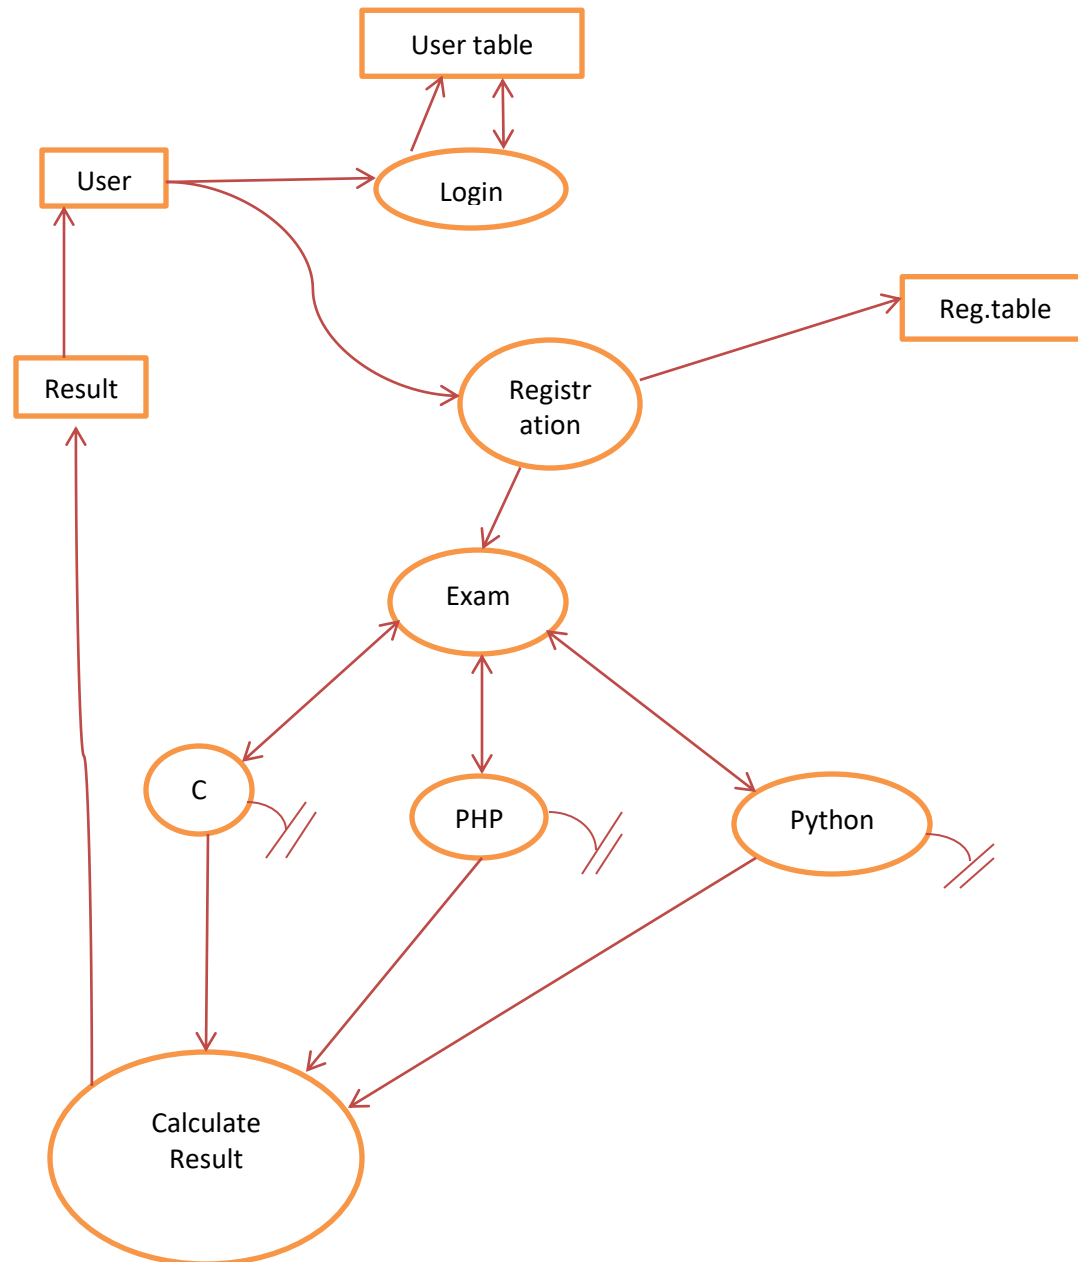 User table
User
Login
Reg.table
Result
Registr
ation
Exam
C
PHP
Python
Calculate
Result